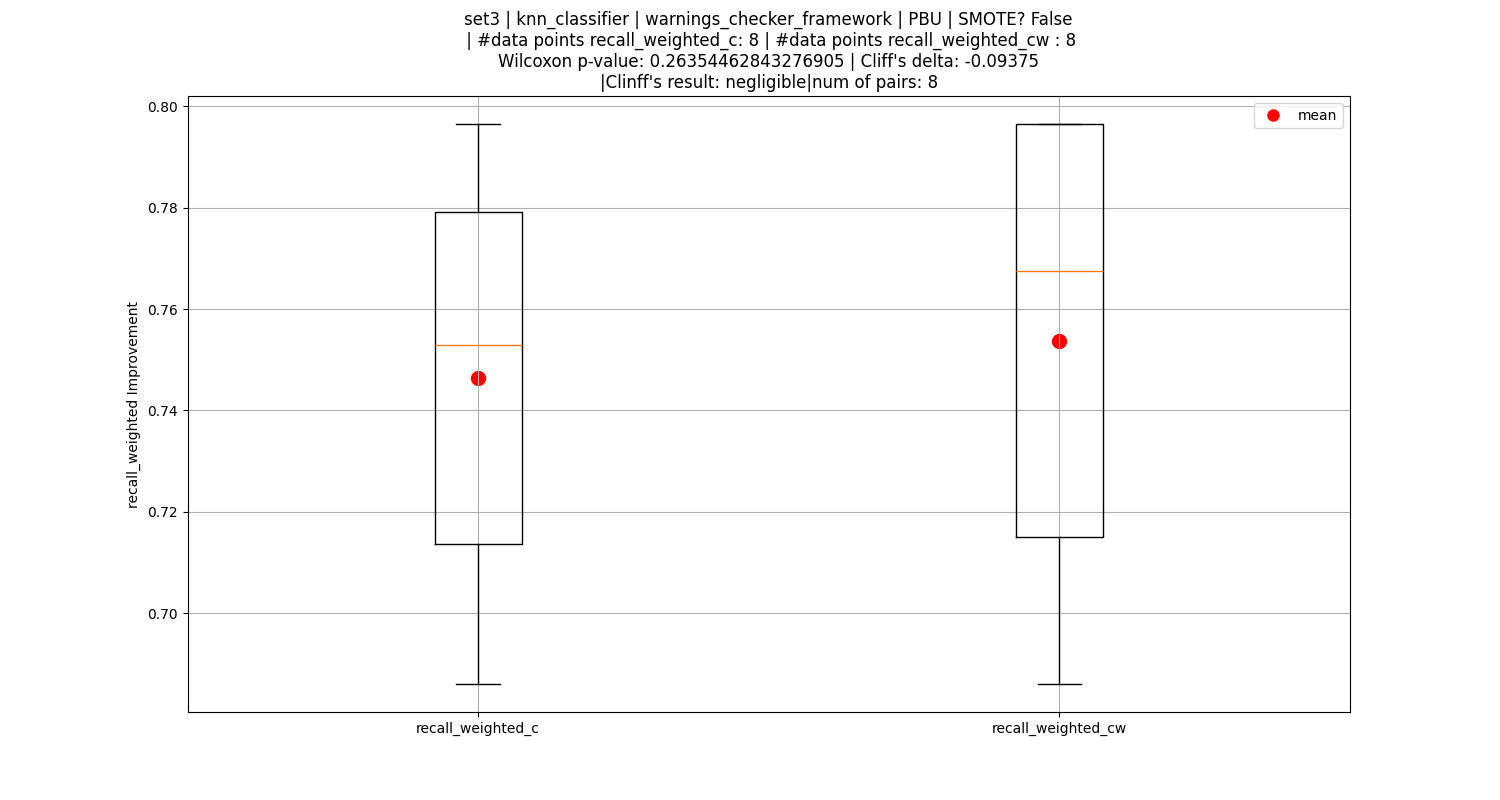 set3 | knn_classifier | warnings_checker_framework | PBU | SMOTE? False
| #data points recall_weighted_c: 8 | #data points recall_weighted_cw : 8
Wilcoxon p-value: 0.26354462843276905 | Cliff's delta: -0.09375
|Clinff's result: negligible|num of pairs: 8
mean
0.80
0.78
0.76
0.74
0.72
0.70
recall_weighted Improvement
recall_weighted_c
recall_weighted_cw